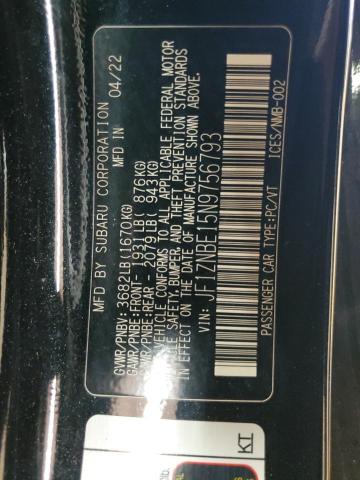 MFD BY SUBARU CORPORATION 04/22
MADE IN JAPAN
GVWR/PNBV: 3682LB (1670KG)
GAWR/PNBE:FRONT- 1931LB( 876KG)
GAWR/PNBE:REAR - 2079LB( 943KG)
THIS VEHICLE CONFORMS TO ALL APPLICABLE FEDERAL MOTOR
VEHICLE SAFETY,BUMPER,AND THEFT PREVENTION STANDARDS
IN EFFECT ON THE DATE OF MANUFACTURE SHOWN ABOVE.
VIN: JF1ZNBE15N9756793
PASSENGER CAR TYPE:PC/VT ICES/NMB-002